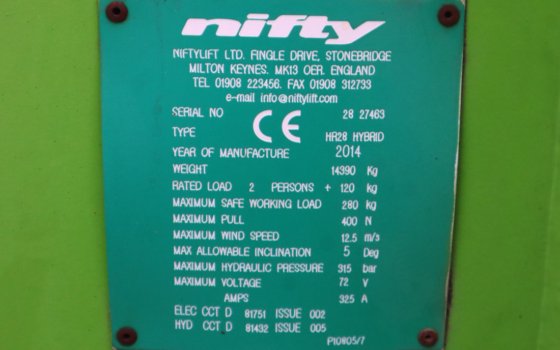 nifty
NIFTYLIFT LTD. FINGLE DRIVE, STONEBRIDGE
MILTON KEYNES. MK13 OER. ENGLAND
TEL 01908 223456. FAX 01908 312733
e-mail info@niftylift.com
SERIAL NO 28 27463
CE
TYPE HR28 HYBRID
YEAR OF MANUFACTURE 2014
WEIGHT 14390 Kg
RATED LOAD 2 PERSONS + 120 kg
MAXIMUM SAFE WORKING LOAD 280 kg
MAXIMUM PULL 400 N
MAXIMUM WIND SPEED 12.5 m/s
MAX ALLOWABLE INCLINATION 5 Deg
MAXIMUM HYDRAULIC PRESSURE 315 bar
MAXIMUM VOLTAGE 72 V
AMPS 325 A
ELEC CCT D 81751 ISSUE 002
HYD CCT D 81432 ISSUE 005
P10805/7